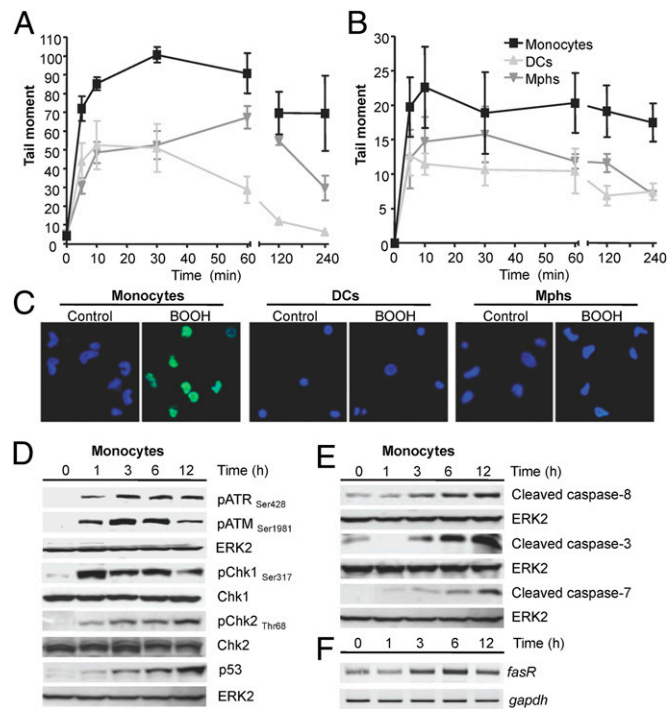 A
B
110
100
90
80
70
60
50
40
30
20
10
0
Tail moment
0 10 20 30 40 50 60 120 240
Time (min)
30
25
20
15
10
5
0
Tail moment
Monocytes
DCs
Mphs
0 10 20 30 40 50 60 120 240
Time (min)
C
Monocytes DCs Mphs
Control BOOH Control BOOH Control BOOH
D
Monocytes
0 1 3 6 12 Time (h)
pATR Ser428
pATM Ser1981
ERK2
pChk1 Ser317
Chk1
pChk2 Thr68
Chk2
p53
ERK2
E
Monocytes
0 1 3 6 12 Time (h)
Cleaved caspase-8
ERK2
Cleaved caspase-3
ERK2
Cleaved caspase-7
ERK2
F
0 1 3 6 12 Time (h)
fasR
gapdh